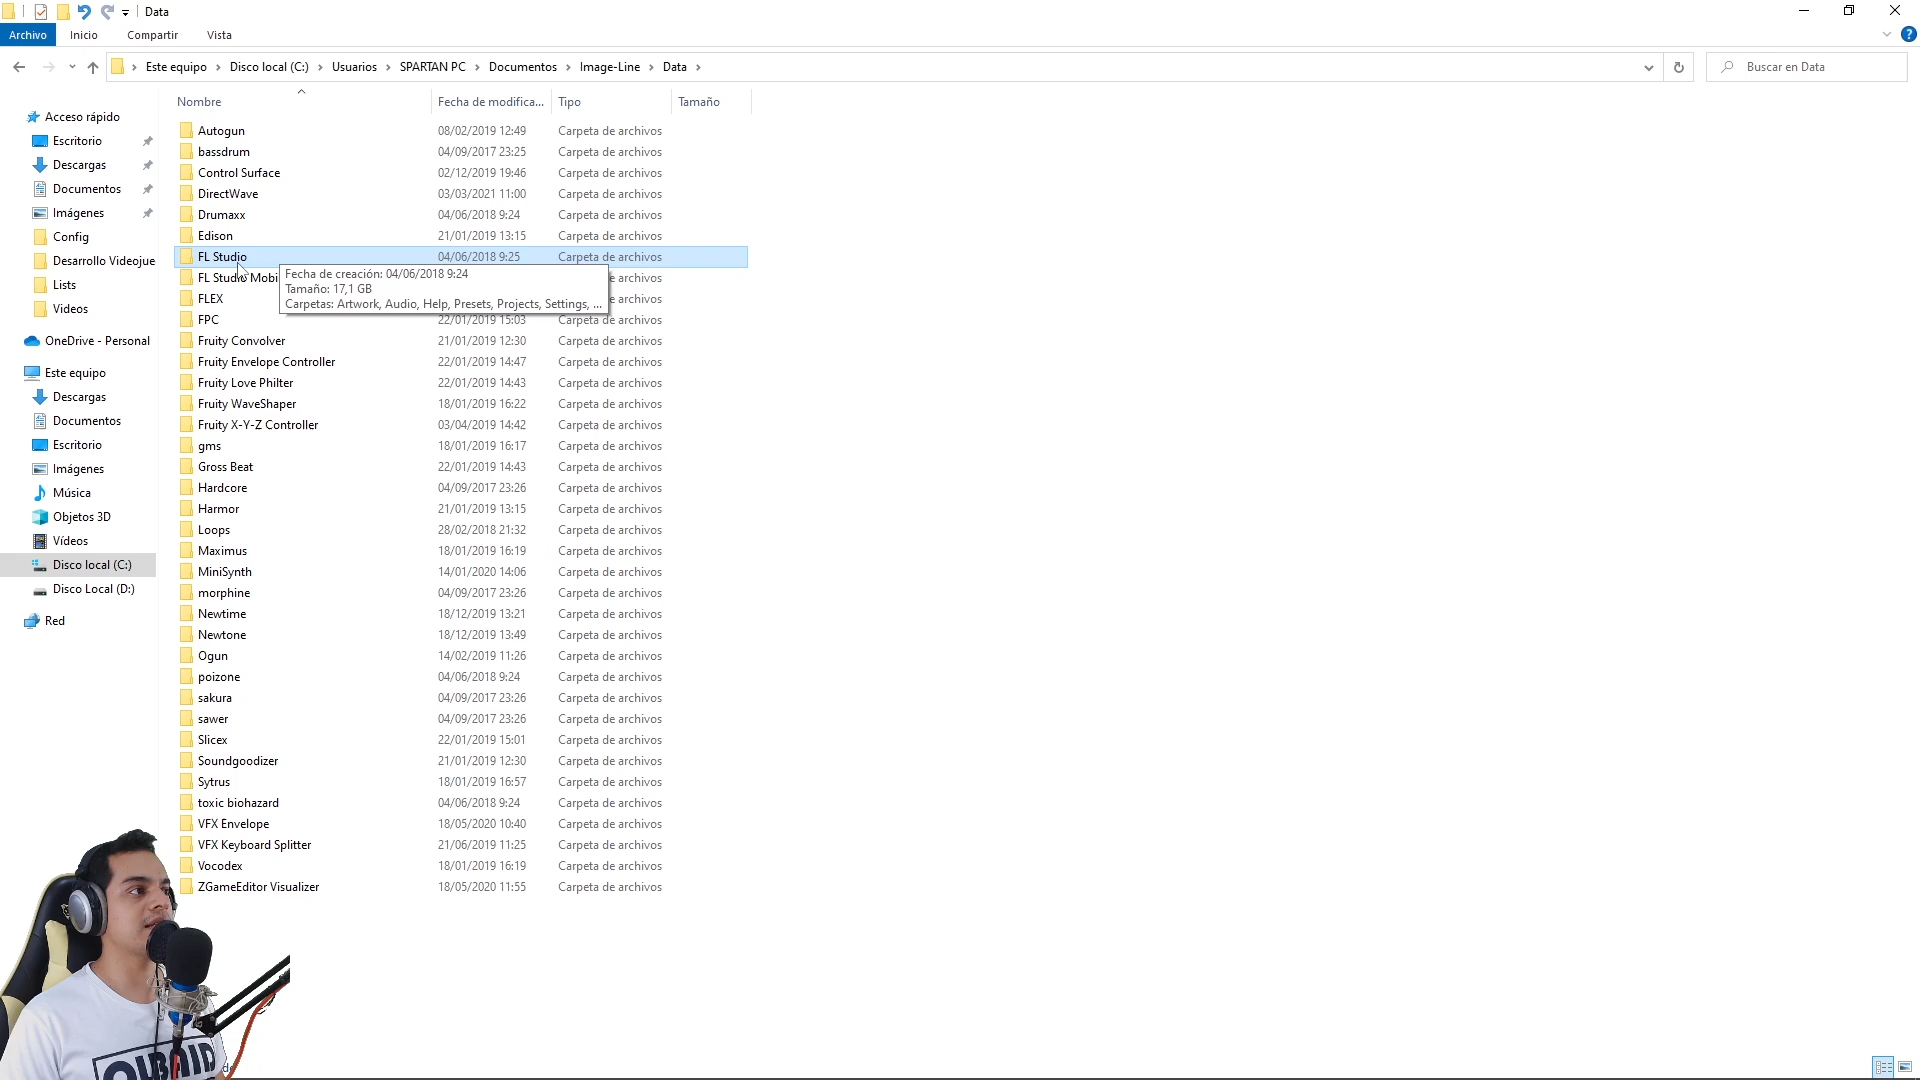 Data
Archivo
Inicio
Compartir
Vista
Este equipo > Disco local (C:) > Usuarios > SPARTAN PC > Documentos > Image-Line > Data >
Buscar en Data
Acceso rápido
Escritorio
Descargas
Documentos
Imágenes
Config
Desarrollo Videojue
Lists
Videos
OneDrive - Personal
Este equipo
Descargas
Documentos
Escritorio
Imágenes
Música
Objetos 3D
Vídeos
Disco local (C:)
Disco Local (D:)
Red
Nombre Fecha de modifica... Tipo Tamaño
Autogun 08/02/2019 12:49 Carpeta de archivos
bassdrum 04/09/2017 23:25 Carpeta de archivos
Control Surface 02/12/2019 19:46 Carpeta de archivos
DirectWave 03/03/2021 11:00 Carpeta de archivos
Drumaxx 04/06/2018 9:24 Carpeta de archivos
Edison 21/01/2019 13:15 Carpeta de archivos
FL Studio 04/06/2018 9:25 Carpeta de archivos
FL Studio Mobi e archivos
FLEX e archivos
Fecha de creación: 04/06/2018 9:24
Tamaño: 17,1 GB
Carpetas: Artwork, Audio, Help, Presets, Projects, Settings, ...
FPC 22/01/2019 15:03 Carpeta de archivos
Fruity Convolver 21/01/2019 12:30 Carpeta de archivos
Fruity Envelope Controller 22/01/2019 14:47 Carpeta de archivos
Fruity Love Philter 22/01/2019 14:43 Carpeta de archivos
Fruity WaveShaper 18/01/2019 16:22 Carpeta de archivos
Fruity X-Y-Z Controller 03/04/2019 14:42 Carpeta de archivos
gms 18/01/2019 16:17 Carpeta de archivos
Gross Beat 22/01/2019 14:43 Carpeta de archivos
Hardcore 04/09/2017 23:26 Carpeta de archivos
Harmor 21/01/2019 13:15 Carpeta de archivos
Loops 28/02/2018 21:32 Carpeta de archivos
Maximus 18/01/2019 16:19 Carpeta de archivos
MiniSynth 14/01/2020 14:06 Carpeta de archivos
morphine 04/09/2017 23:26 Carpeta de archivos
Newtime 18/12/2019 13:21 Carpeta de archivos
Newtone 18/12/2019 13:49 Carpeta de archivos
Ogun 14/02/2019 11:26 Carpeta de archivos
poizone 04/06/2018 9:24 Carpeta de archivos
sakura 04/09/2017 23:26 Carpeta de archivos
sawer 04/09/2017 23:26 Carpeta de archivos
Slicex 22/01/2019 15:01 Carpeta de archivos
Soundgoodizer 21/01/2019 12:30 Carpeta de archivos
Sytrus 18/01/2019 16:57 Carpeta de archivos
toxic biohazard 04/06/2018 9:24 Carpeta de archivos
VFX Envelope 18/05/2020 10:40 Carpeta de archivos
VFX Keyboard Splitter 21/06/2019 11:25 Carpeta de archivos
Vocodex 18/01/2019 16:19 Carpeta de archivos
ZGameEditor Visualizer 18/05/2020 11:55 Carpeta de archivos